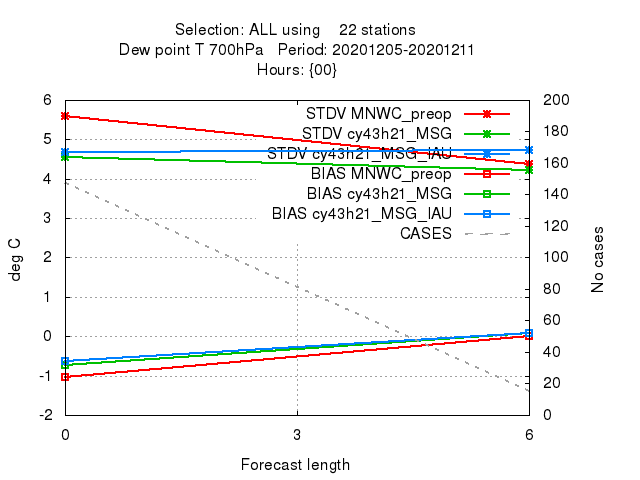 Selection: ALL using    22 stations
Dew point T 700hPa   Period: 20201205-20201211
Hours: {00}
6
5
4
3
2
1
0
-1
-2
deg C
200
180
160
140
120
100
80
60
40
20
0
No cases
STDV MNWC_preop
STDV cy43h21_MSG
STDV cy43h21_MSG_IAU
BIAS MNWC_preop
BIAS cy43h21_MSG
BIAS cy43h21_MSG_IAU
CASES
0 3 6
Forecast length